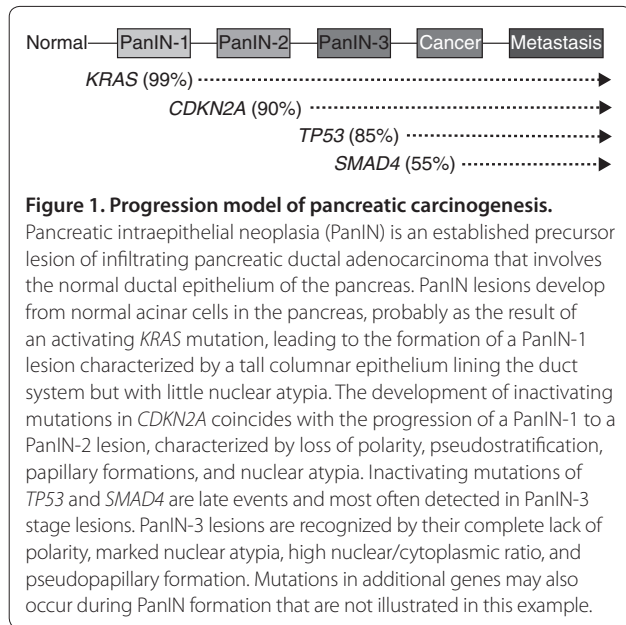 Normal PanIN-1 PanIN-2 PanIN-3 Cancer Metastasis
KRAS (99%)
CDKN2A (90%)
TP53 (85%)
SMAD4 (55%)
Figure 1. Progression model of pancreatic carcinogenesis.
Pancreatic intraepithelial neoplasia (PanIN) is an established precursor
lesion of infiltrating pancreatic ductal adenocarcinoma that involves
the normal ductal epithelium of the pancreas. PanIN lesions develop
from normal acinar cells in the pancreas, probably as the result of
an activating KRAS mutation, leading to the formation of a PanIN-1
lesion characterized by a tall columnar epithelium lining the duct
system but with little nuclear atypia. The development of inactivating
mutations in CDKN2A coincides with the progression of a PanIN-1 to a
PanIN-2 lesion, characterized by loss of polarity, pseudostratification,
papillary formations, and nuclear atypia. Inactivating mutations of
TP53 and SMAD4 are late events and most often detected in PanIN-3
stage lesions. PanIN-3 lesions are recognized by their complete lack of
polarity, marked nuclear atypia, high nuclear/cytoplasmic ratio, and
pseudopapillary formation. Mutations in additional genes may also
occur during PanIN formation that are not illustrated in this example.